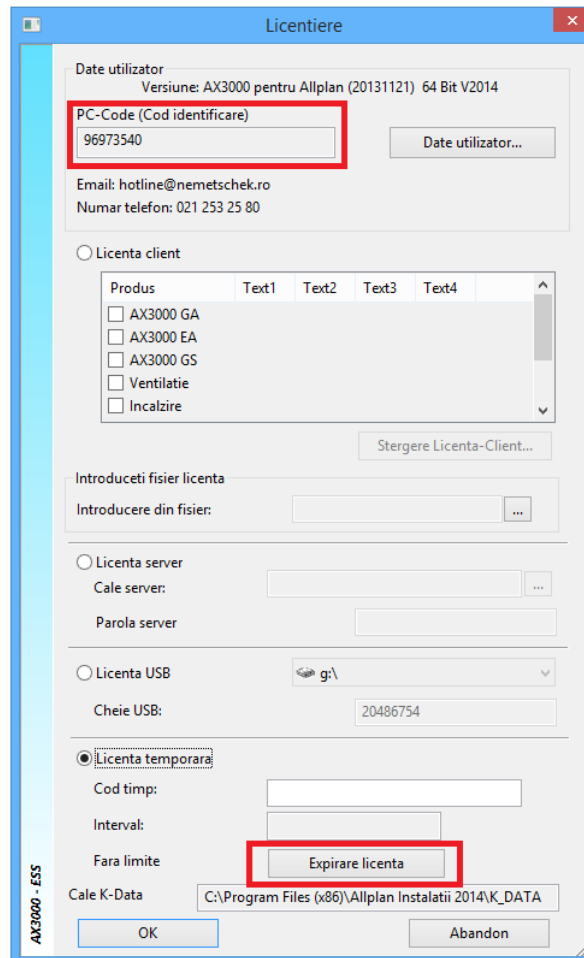 Licentiere
Date utilizator
Versiune: AX3000 pentru Allplan (20131121) 64 Bit V2014
PC-Code (Cod identificare)
96973540
Date utilizator...
Email: hotline@nemetschek.ro
Numar telefon: 021 253 25 80
Licenta client
Produs Text1 Text2 Text3 Text4
AX3000 GA
AX3000 EA
AX3000 GS
Ventilatie
Incalzire
Stergere Licenta-Client...
Introduceti fisier licenta
Introducere din fisier:
...
Licenta server
Cale server:
...
Parola server
Licenta USB
g:\
Cheie USB:
20486754
Licenta temporara
Cod timp:
Interval:
Fara limite
Expirare licenta
Cale K-Data
C:\Program Files (x86)\Allplan Instalatii 2014\K_DATA
OK
Abandon
AX3000 - ESS